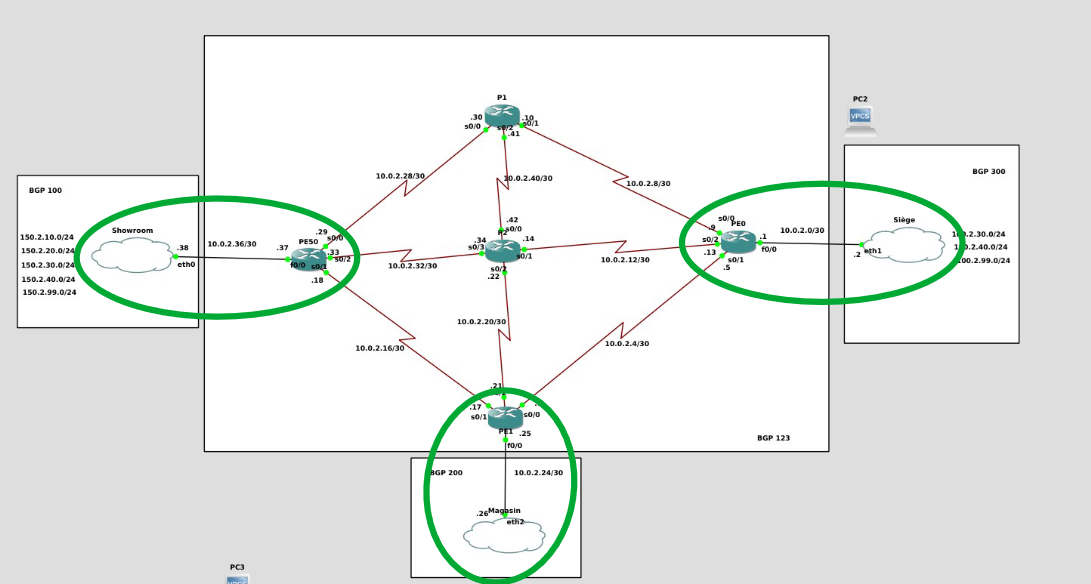 P1
.30
.10
s0/0
s0/2
s0/1
.41
PC2
VPCS
BGP 300
BGP 100
10.0.2.28/30
10.0.2.40/30
10.0.2.8/30
Showroom
Siège
150.2.10.0/24
150.2.20.0/24
150.2.30.0/24
150.2.40.0/24
150.2.99.0/24
.38
eth0
10.0.2.36/30
.37
f0/0
PE50
.29
s0/0
.33
s0/2
s0/1
.18
10.0.2.32/30
.42
s0/0
.34
s0/3
P2
.14
s0/1
s0/2
.22
10.0.2.12/30
s0/0
.9
PE0
s0/2
.1
f0/0
.13
s0/1
.5
10.0.2.0/30
.2
eth1
.30.0/24
.2.40.0/24
.2.99.0/24
10.0.2.16/30
10.0.2.20/30
10.0.2.4/30
.21
.17
s0/1
s0/0
PE1
.25
f0/0
BGP 123
BGP 200
10.0.2.24/30
.26
Magasin
eth2
PC3
VPCS